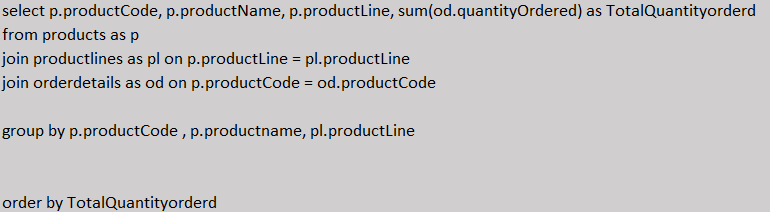 select p.productCode, p.productName, p.productLine, sum(od.quantityOrdered) as TotalQuantityorderd
from products as p
join productlines as pl on p.productLine = pl.productLine
join orderdetails as od on p.productCode = od.productCode
group by p.productCode , p.productname, pl.productLine
order by TotalQuantityorderd